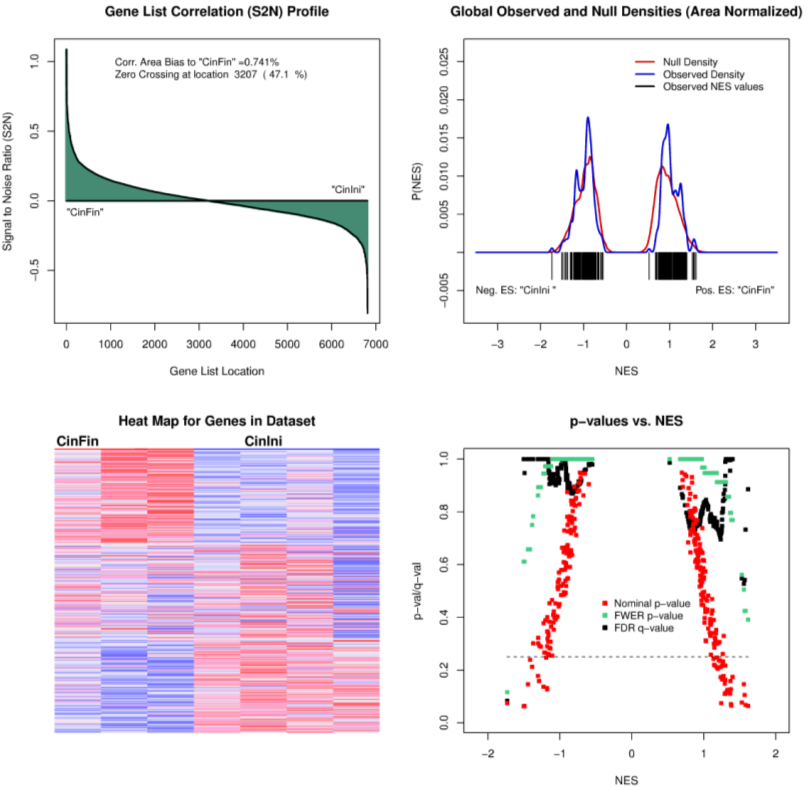 Gene List Correlation (S2N) Profile
Signal to Noise Ratio (S2N)
1.0
0.5
0.0
−0.5
Corr. Area Bias to "CinFin" =0.741%
Zero Crossing at location 3207 ( 47.1 %)
"CinIni"
"CinFin"
0 1000 2000 3000 4000 5000 6000 7000
Gene List Location
Global Observed and Null Densities (Area Normalized)
P(NES)
0.025
0.020
0.015
0.010
0.005
−0.005
Null Density
Observed Density
Observed NES values
Neg. ES: "CinIni "
Pos. ES: "CinFin"
−3 −2 −1 0 1 2 3
NES
Heat Map for Genes in Dataset
CinFin CinIni
p−values vs. NES
p−val/q−val
1.0
0.8
0.6
0.4
0.2
0.0
Nominal p−value
FWER p−value
FDR q−value
−2 −1 0 1 2
NES